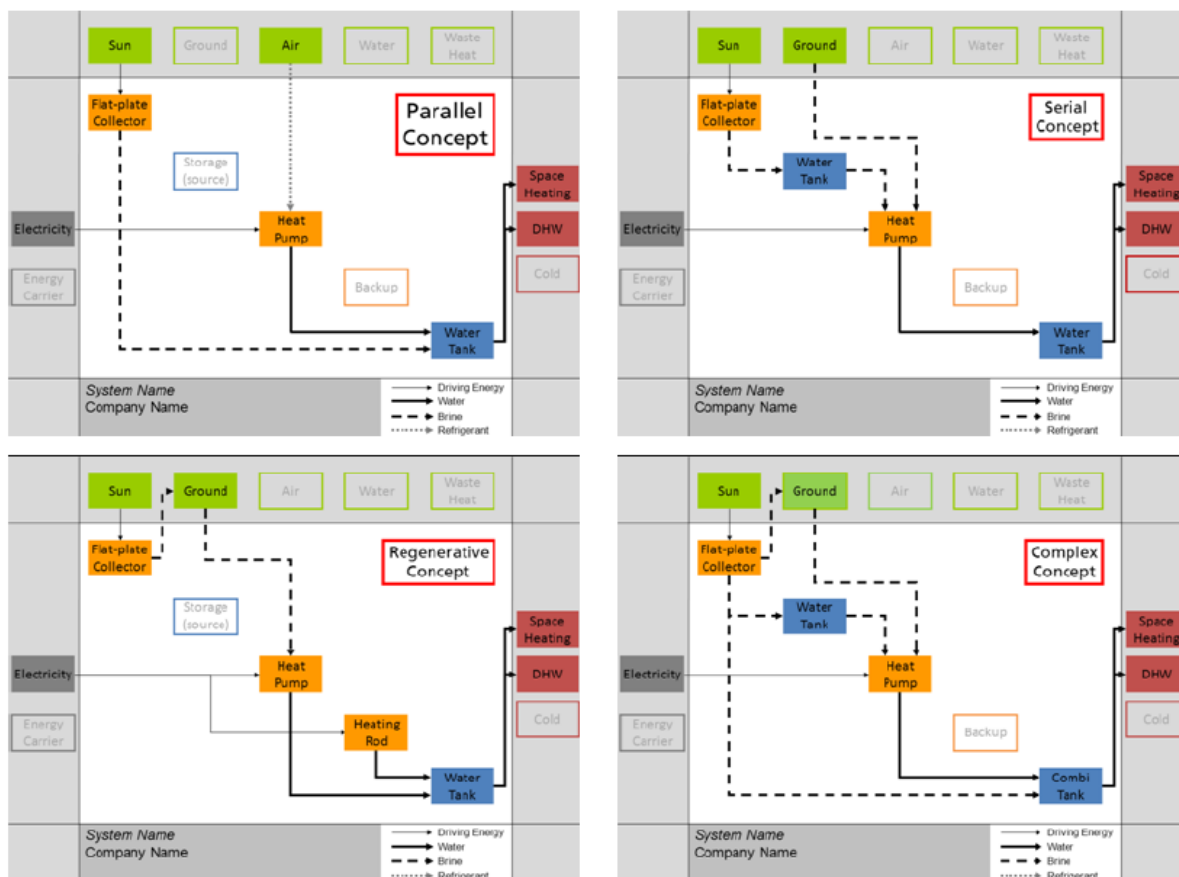 Sun
Ground
Air
Water
Waste
Heat
Flat-plate
Collector
Parallel
Concept
Storage
(source)
Space
Heating
Electricity
Heat
Pump
DHW
Energy
Carrier
Backup
Cold
Water
Tank
System Name
Company Name
Driving Energy
Water
Brine
Refrigerant
Sun
Ground
Air
Water
Waste
Heat
Flat-plate
Collector
Serial
Concept
Water
Tank
Space
Heating
Electricity
Heat
Pump
DHW
Energy
Carrier
Backup
Cold
Water
Tank
System Name
Company Name
Driving Energy
Water
Brine
Refrigerant
Sun
Ground
Air
Water
Waste
Heat
Flat-plate
Collector
Regenerative
Concept
Storage
(source)
Space
Heating
Electricity
Heat
Pump
DHW
Energy
Carrier
Heating
Rod
Cold
Water
Tank
System Name
Company Name
Driving Energy
Water
Brine
Refrigerant
Sun
Ground
Air
Water
Waste
Heat
Flat-plate
Collector
Complex
Concept
Water
Tank
Space
Heating
Electricity
Heat
Pump
DHW
Energy
Carrier
Backup
Cold
Combi
Tank
System Name
Company Name
Driving Energy
Water
Brine
Refrigerant